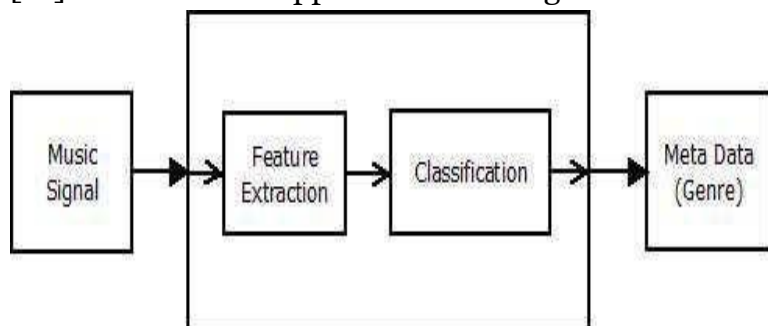 Music
Signal
Feature
Extraction
Classification
Meta Data
(Genre)